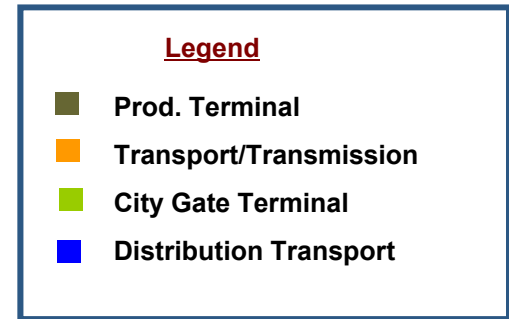 Legend
Prod. Terminal
Transport/Transmission
City Gate Terminal
Distribution Transport